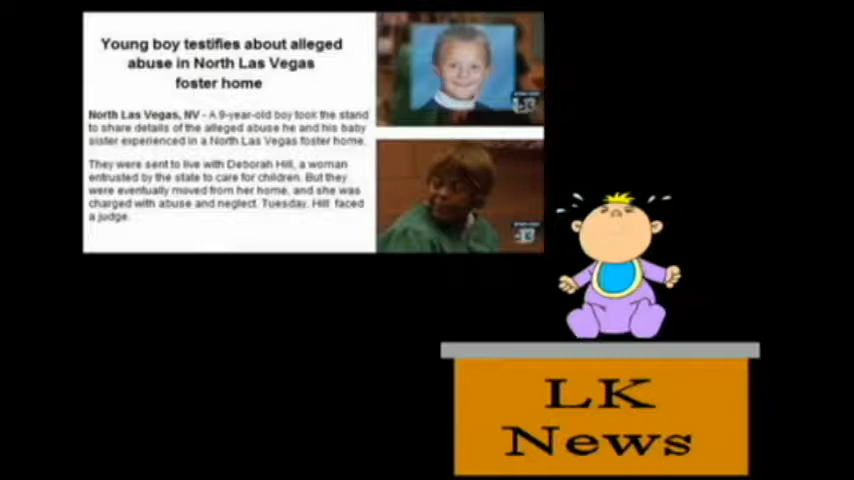 Young boy testifies about alleged
abuse in North Las Vegas
foster home
North Las Vegas, NV - A 9-year-old boy took the stand
to share details of the alleged abuse he and his baby
sister experienced in a North Las Vegas foster home.
They were sent to live with Deborah Hill, a woman
entrusted by the state to care for children. But they
were eventually moved from her home, and she was
charged with abuse and neglect. Tuesday, Hill faced
a judge.
13
13
LK
News